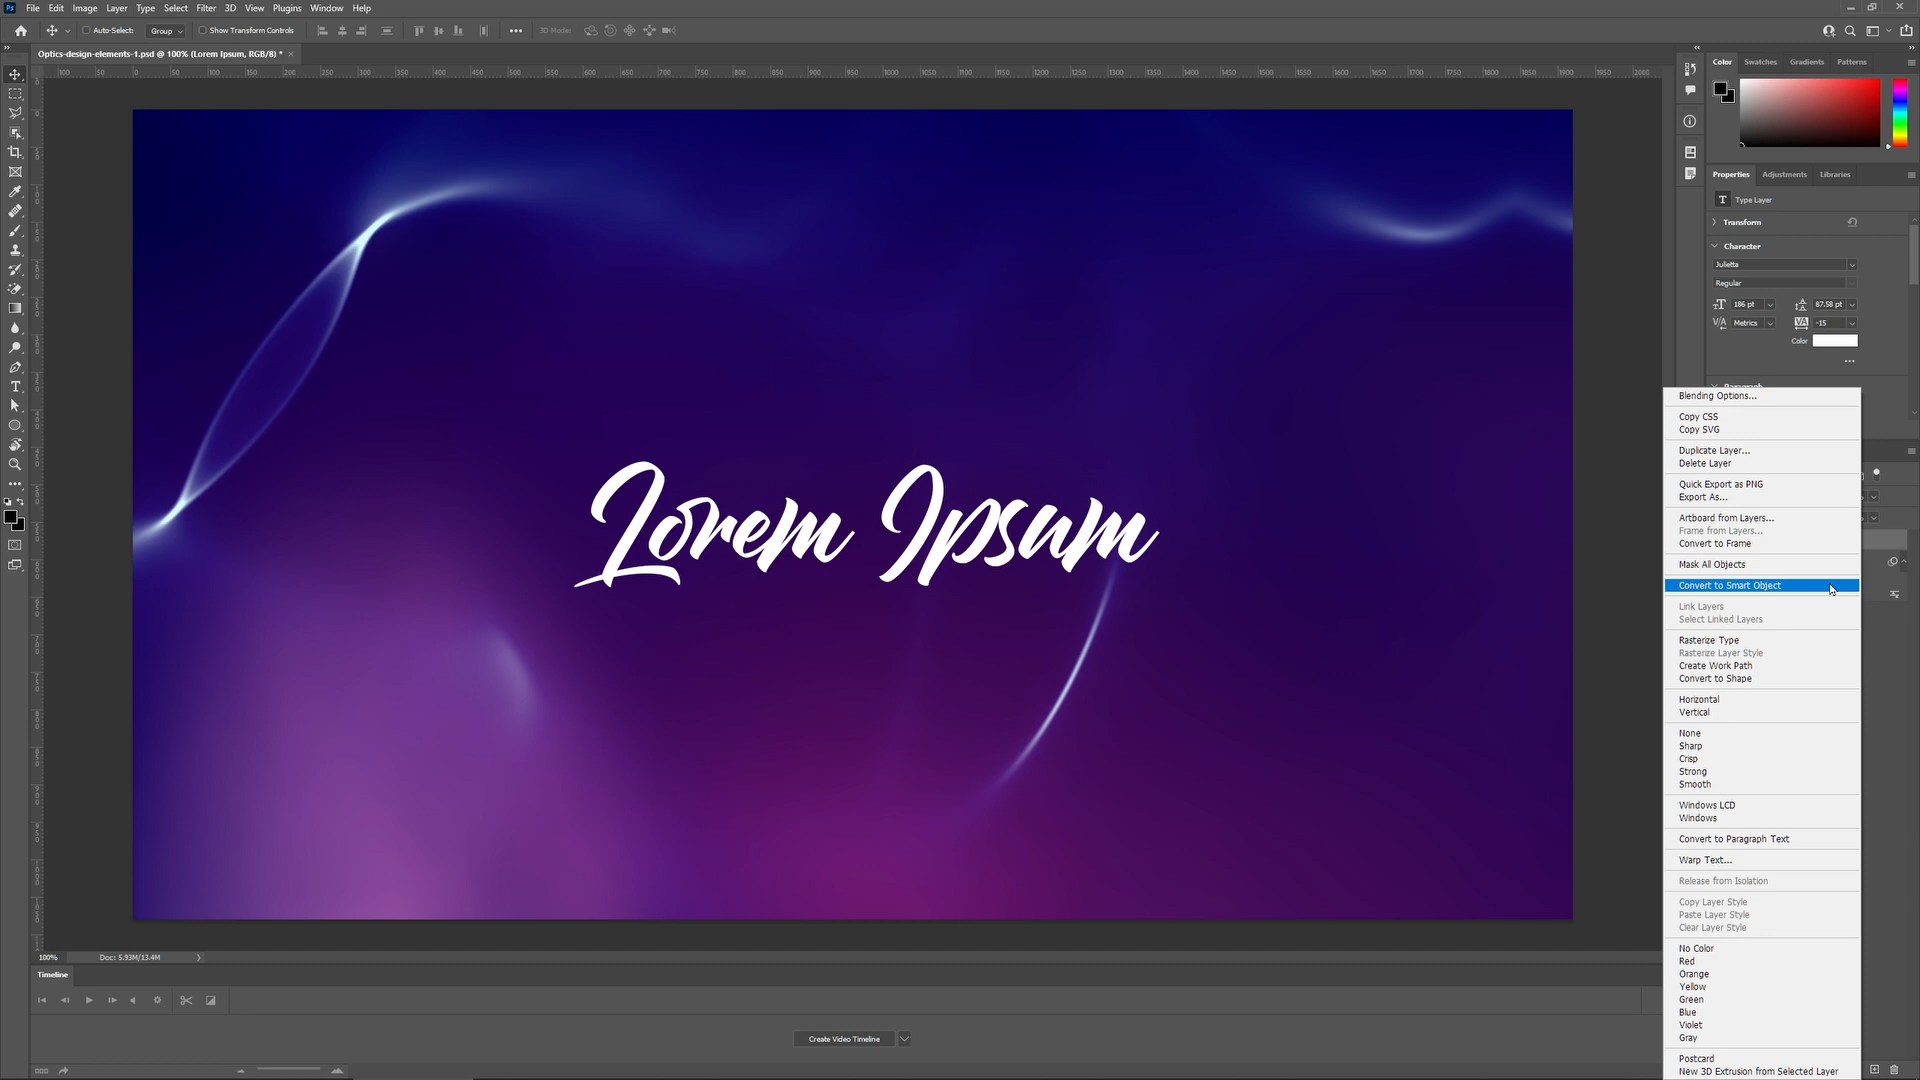 Ps File Edit Image Layer Type Select Filter 3D View Plugins Window Help
Auto-Select: Group Show Transform Controls 3D Mode:
Optics-design-elements-1.psd @ 100% (Lorem Ipsum, RGB/8) * ×
Color Swatches Gradients Patterns
Properties Adjustments Libraries
T Type Layer
Transform
Character
Julietta
Regular
186 pt 87.58 pt
Metrics -15
Color
Paragraph
Lorem Ipsum
Blending Options...
Copy CSS
Copy SVG
Duplicate Layer...
Delete Layer
Quick Export as PNG
Export As...
Artboard from Layers...
Frame from Layers...
Convert to Frame
Mask All Objects
Convert to Smart Object
Link Layers
Select Linked Layers
Rasterize Type
Rasterize Layer Style
Create Work Path
Convert to Shape
Horizontal
Vertical
None
Sharp
Crisp
Strong
Smooth
Windows LCD
Windows
Convert to Paragraph Text
Warp Text...
Release from Isolation
Copy Layer Style
Paste Layer Style
Clear Layer Style
No Color
Red
Orange
Yellow
Green
Blue
Violet
Gray
Postcard
New 3D Extrusion from Selected Layer
100% Doc: 5.93M/13.4M
Timeline
Create Video Timeline